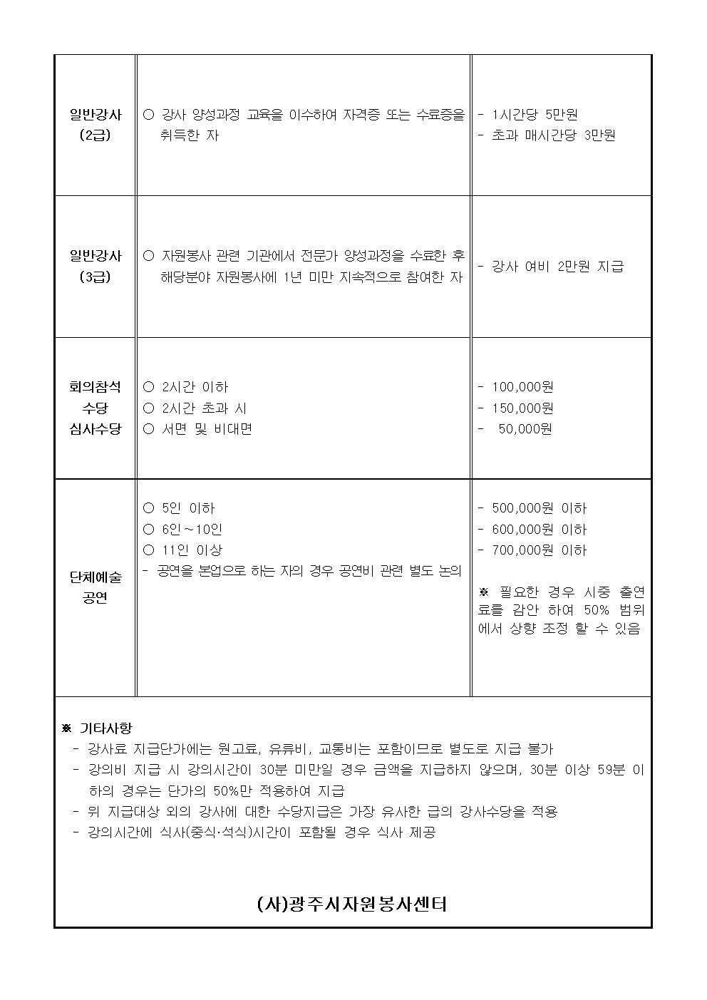 일반강사
(2급)
○ 강사 양성과정 교육을 이수하여 자격증 또는 수료증을
취득한 자
- 1시간당 5만원
- 초과 매시간당 3만원
일반강사
(3급)
○ 자원봉사 관련 기관에서 전문가 양성과정을 수료한 후
해당분야 자원봉사에 1년 미만 지속적으로 참여한 자
- 강사 여비 2만원 지급
회의참석
수당
심사수당
○ 2시간 이하
○ 2시간 초과 시
○ 서면 및 비대면
- 100,000원
- 150,000원
- 50,000원
단체예술
공연
○ 5인 이하
○ 6인～10인
○ 11인 이상
- 공연을 본업으로 하는 자의 경우 공연비 관련 별도 논의
- 500,000원 이하
- 600,000원 이하
- 700,000원 이하
※ 필요한 경우 시중 출연
료를 감안 하여 50% 범위
에서 상향 조정 할 수 있음
※ 기타사항
- 강사료 지급단가에는 원고료, 유류비, 교통비는 포함이므로 별도로 지급 불가
- 강의비 지급 시 강의시간이 30분 미만일 경우 금액을 지급하지 않으며, 30분 이상 59분 이
하의 경우는 단가의 50%만 적용하여 지급
- 위 지급대상 외의 강사에 대한 수당지급은 가장 유사한 급의 강사수당을 적용
- 강의시간에 식사(중식·석식)시간이 포함될 경우 식사 제공
(사)광주시자원봉사센터